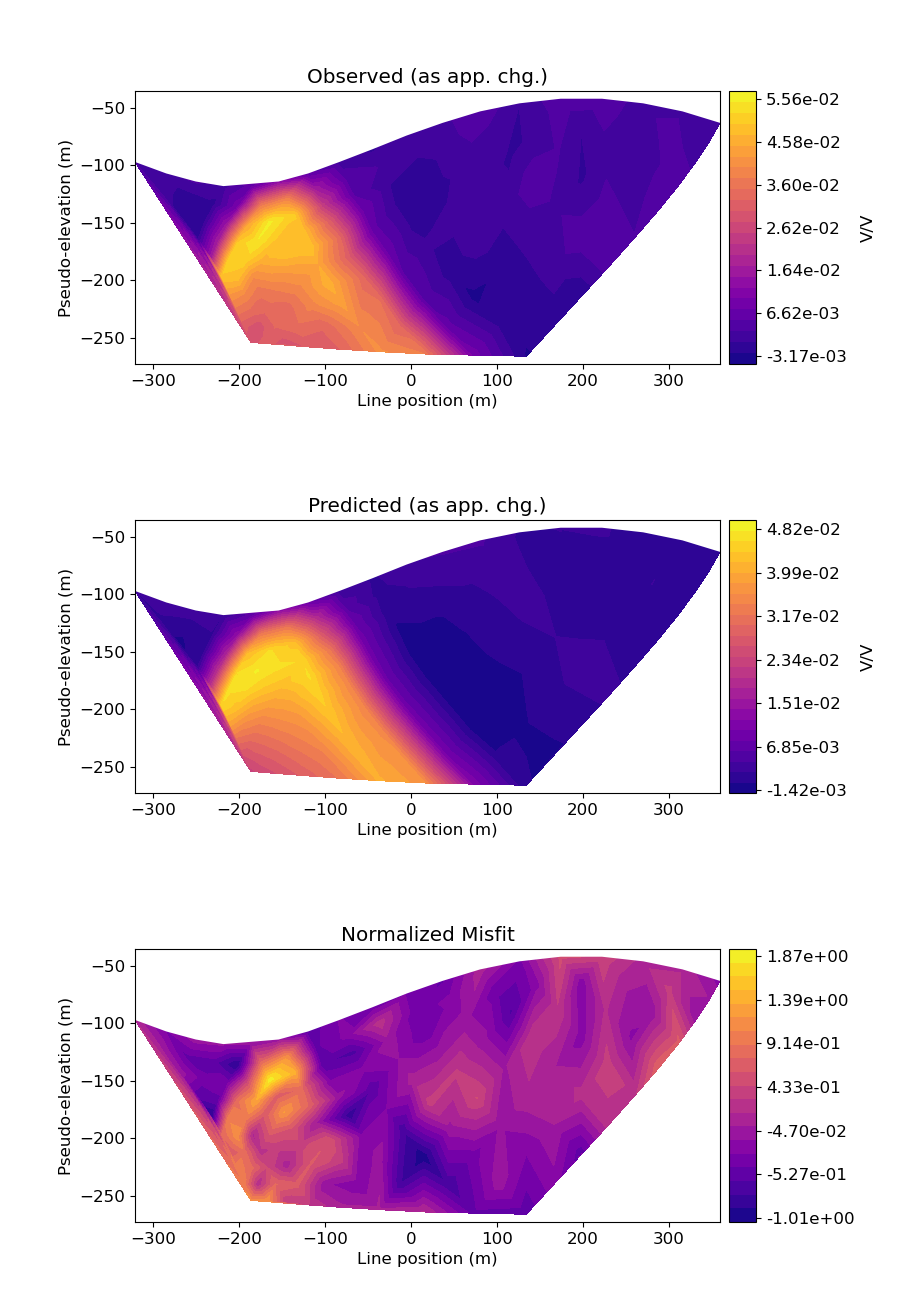 Observed (as app. chg.)
−50
−100
−150
−200
−250
Pseudo-elevation (m)
−300 −200 −100 0 100 200 300
Line position (m)
5.56e-02
4.58e-02
3.60e-02
2.62e-02
1.64e-02
6.62e-03
-3.17e-03
V/V
Predicted (as app. chg.)
−50
−100
−150
−200
−250
Pseudo-elevation (m)
−300 −200 −100 0 100 200 300
Line position (m)
4.82e-02
3.99e-02
3.17e-02
2.34e-02
1.51e-02
6.85e-03
-1.42e-03
V/V
Normalized Misfit
−50
−100
−150
−200
−250
Pseudo-elevation (m)
−300 −200 −100 0 100 200 300
Line position (m)
1.87e+00
1.39e+00
9.14e-01
4.33e-01
-4.70e-02
-5.27e-01
-1.01e+00